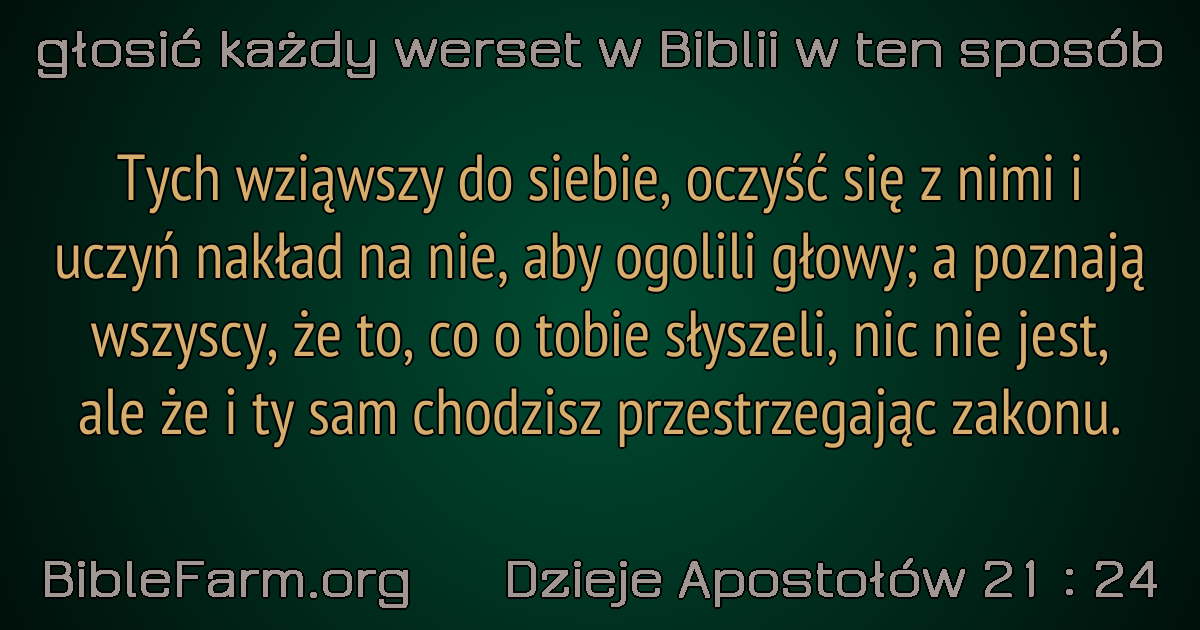 głosić każdy werset w Biblii w ten sposób
Tych wziąwszy do siebie, oczyść się z nimi i
uczyń nakład na nie, aby ogolili głowy; a poznają
wszyscy, że to, co o tobie słyszeli, nic nie jest,
ale że i ty sam chodzisz przestrzegając zakonu.
BibleFarm.org Dzieje Apostołów 21 : 24